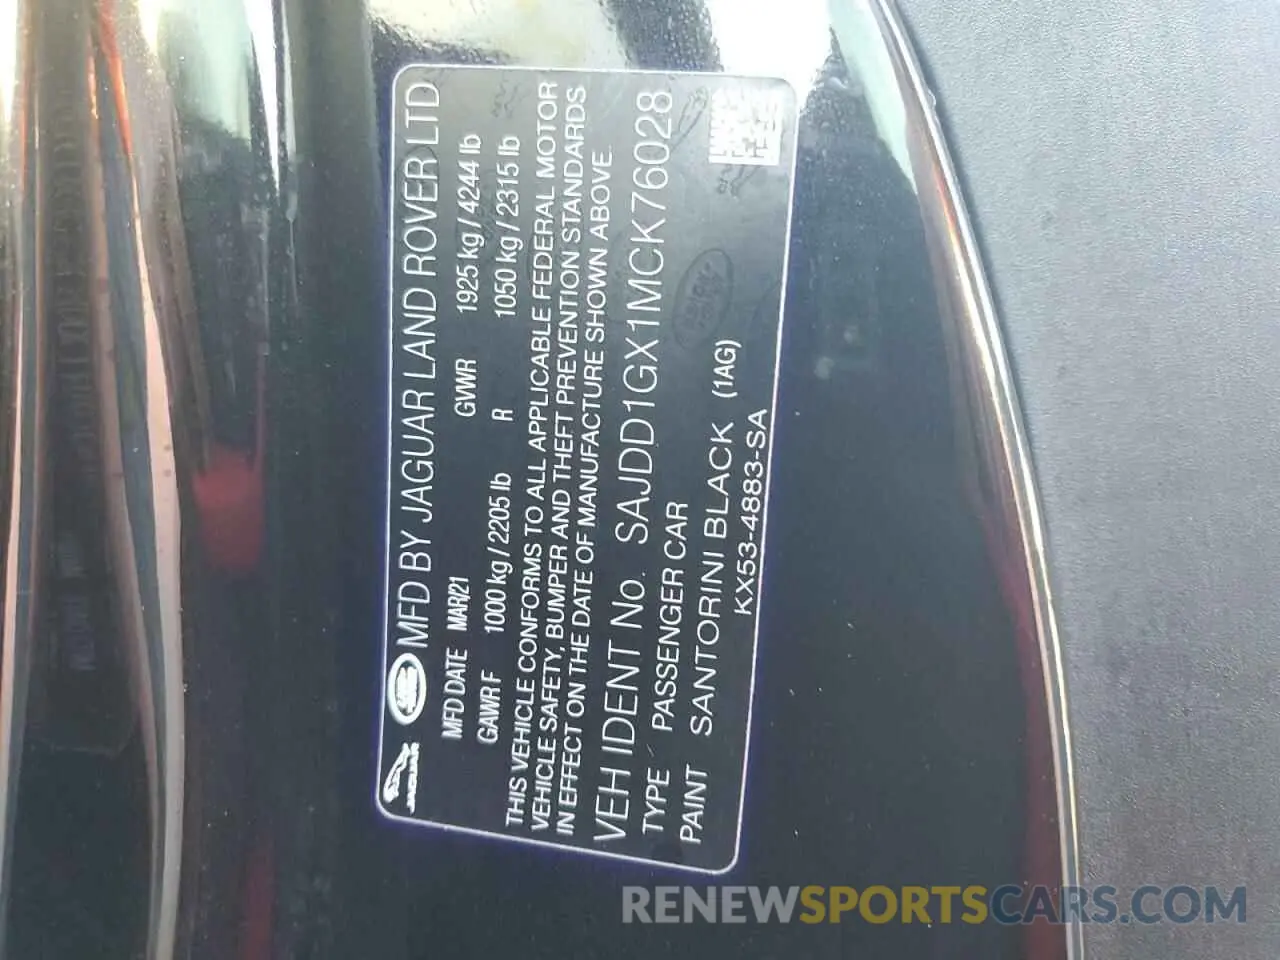 MFD BY JAGUAR LAND ROVER LTD
JAGUAR
MFD DATE MAR/21 GVWR 1925 kg / 4244 lb
GAWR F 1000 kg / 2205 lb R 1050 kg / 2315 lb
THIS VEHICLE CONFORMS TO ALL APPLICABLE FEDERAL MOTOR
VEHICLE SAFETY, BUMPER AND THEFT PREVENTION STANDARDS
IN EFFECT ON THE DATE OF MANUFACTURE SHOWN ABOVE.
VEH IDENT No. SAJDD1GX1MCK76028
TYPE PASSENGER CAR
PAINT SANTORINI BLACK (1AG)
KX53-4883-SA
RENEWSPORTSCARS.COM